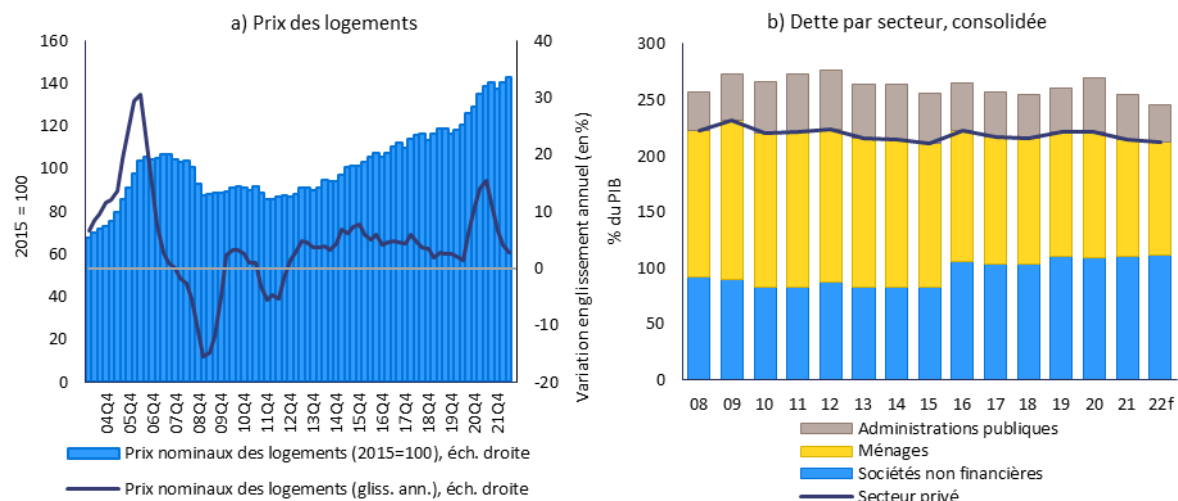 a) Prix des logements
160
140
120
100
80
60
40
20
0
2015 = 100
40
30
20
10
0
-10
-20
Variation en glissement annuel (en %)
04Q4
05Q4
06Q4
07Q4
08Q4
09Q4
10Q4
11Q4
12Q4
13Q4
14Q4
15Q4
16Q4
17Q4
18Q4
19Q4
20Q4
21Q4
Prix nominaux des logements (2015=100), éch. droite
Prix nominaux des logements (gliss. ann.), éch. droite
b) Dette par secteur, consolidée
300
250
200
150
100
50
0
% du PIB
08 09 10 11 12 13 14 15 16 17 18 19 20 21 22f
Administrations publiques
Ménages
Sociétés non financières
Secteur privé